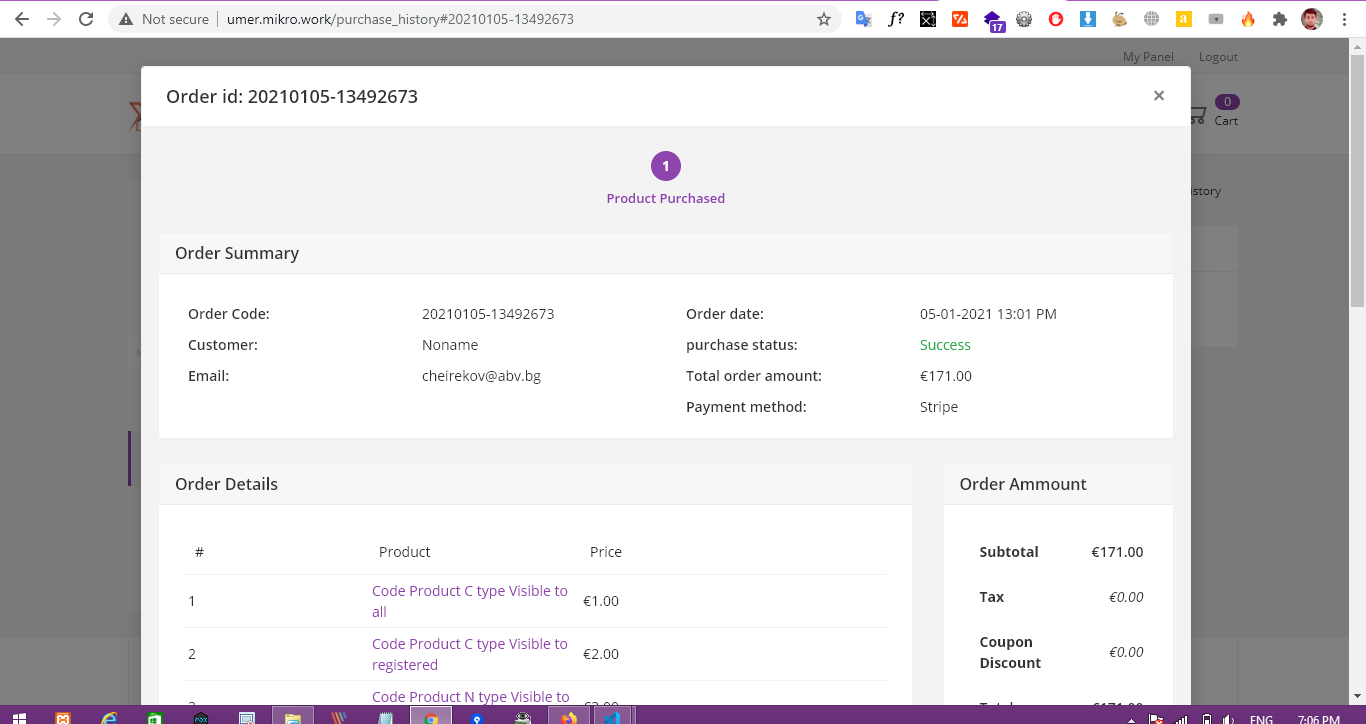 Not secure | umer.mikro.work/purchase_history#20210105-13492673
f?
17
a
My Panel Logout
Order id: 20210105-13492673 ×
0
Cart
1
Product Purchased
istory
Order Summary
Order Code: 20210105-13492673 Order date: 05-01-2021 13:01 PM
Customer: Noname purchase status: Success
Email: cheirekov@abv.bg Total order amount: €171.00
Payment method: Stripe
Order Details Order Ammount
# Product Price Subtotal €171.00
1 Code Product C type Visible to €1.00 Tax €0.00
all
2 Code Product C type Visible to €2.00 Coupon €0.00
registered Discount
Code Product N type Visible to
ENG 7:06 PM